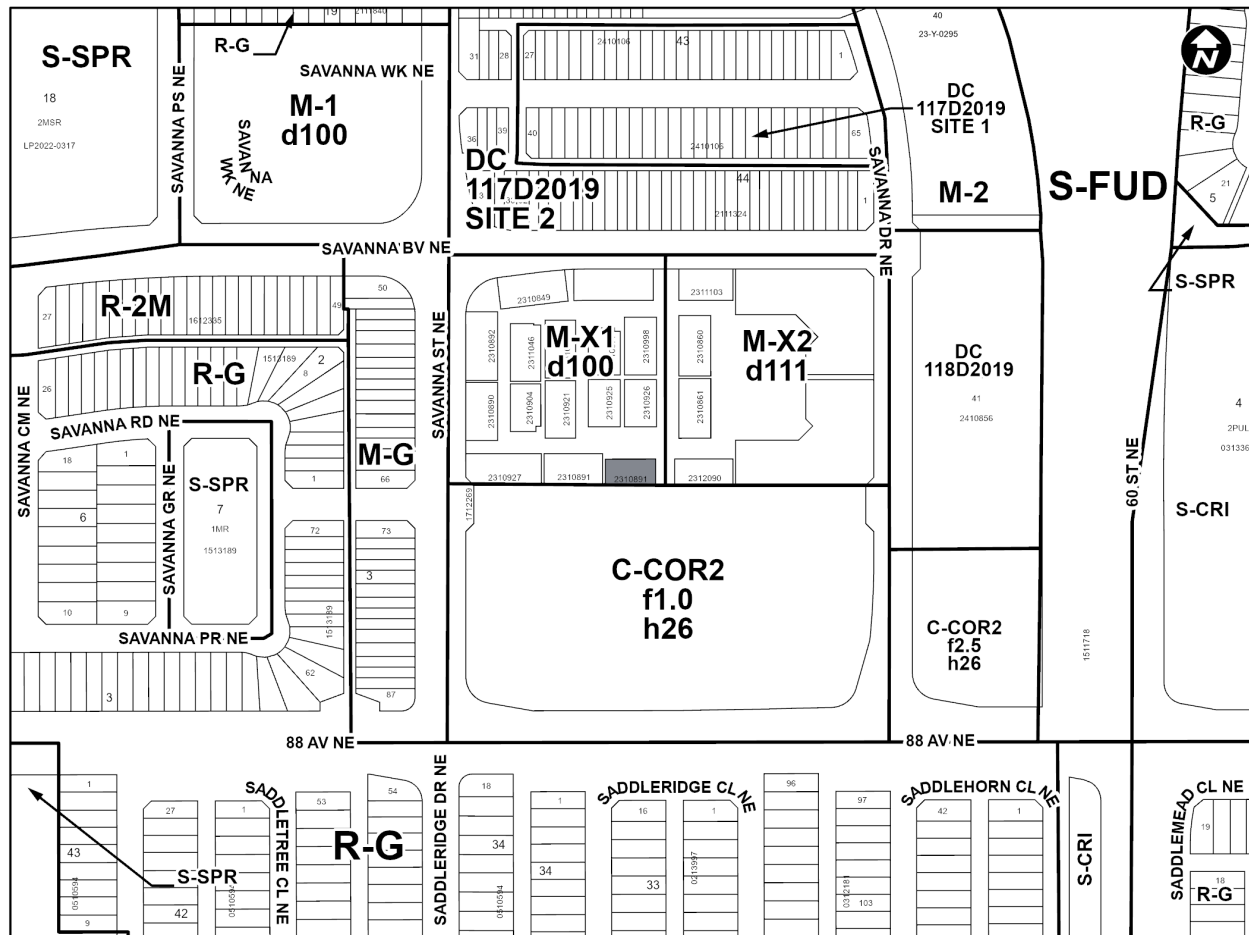 S-SPR
18
2MSR
LP2022-0317
SAVANNA PS NE
R-G
19
2111840
SAVANNA WK NE
M-1
d100
SAVANNA
WK NE
31
28
27
2410106
43
1
36
39
40
2410106
65
DC
117D2019
SITE 2
44
2111324
1
SAVANNA DR NE
40
23-Y-0295
DC
117D2019
SITE 1
M-2
S-FUD
N
R-G
21
5
S-SPR
SAVANNA BV NE
R-2M
27
1612335
49
50
R-G
26
1513189
2
8
SAVANNA CM NE
SAVANNA RD NE
SAVANNA GR NE
18
1
6
10
9
S-SPR
7
1MR
1513189
SAVANNA PR NE
1
72
1513189
62
3
M-G
66
73
3
87
SAVANNA ST NE
2310849
2310892
2311046
2310998
M-X1
d100
2310890
2310904
2310921
2310925
2310926
2310927
2310891
2310891
2311103
2310860
2310861
2312090
M-X2
d111
DC
118D2019
41
2410856
60 ST NE
4
2PUL
031336
S-CRI
1712269
C-COR2
f1.0
h26
C-COR2
f2.5
h26
1511718
88 AV NE
88 AV NE
1
43
0510594
9
S-SPR
27
42
1
0510594
SADDLETREE CL NE
53
R-G
54
SADDLERIDGE DR NE
18
34
0510594
1
34
SADDLERIDGE CL NE
16
33
1
0213997
96
97
0312181
103
SADDLEHORN CL NE
42
1
S-CRI
SADDLEMEAD CL NE
19
18
R-G